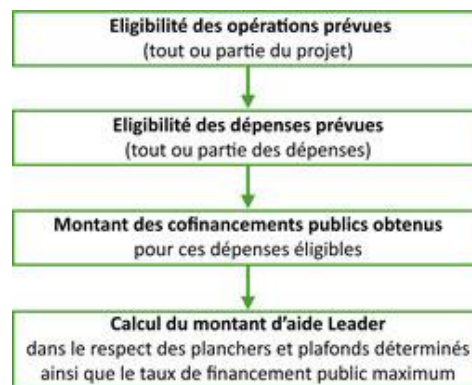 Eligibilité des opérations prévues
(tout ou partie du projet)
Eligibilité des dépenses prévues
(tout ou partie des dépenses)
Montant des cofinancements publics obtenus
pour ces dépenses éligibles
Calcul du montant d'aide Leader
dans le respect des planchers et plafonds déterminés
ainsi que le taux de financement public maximum